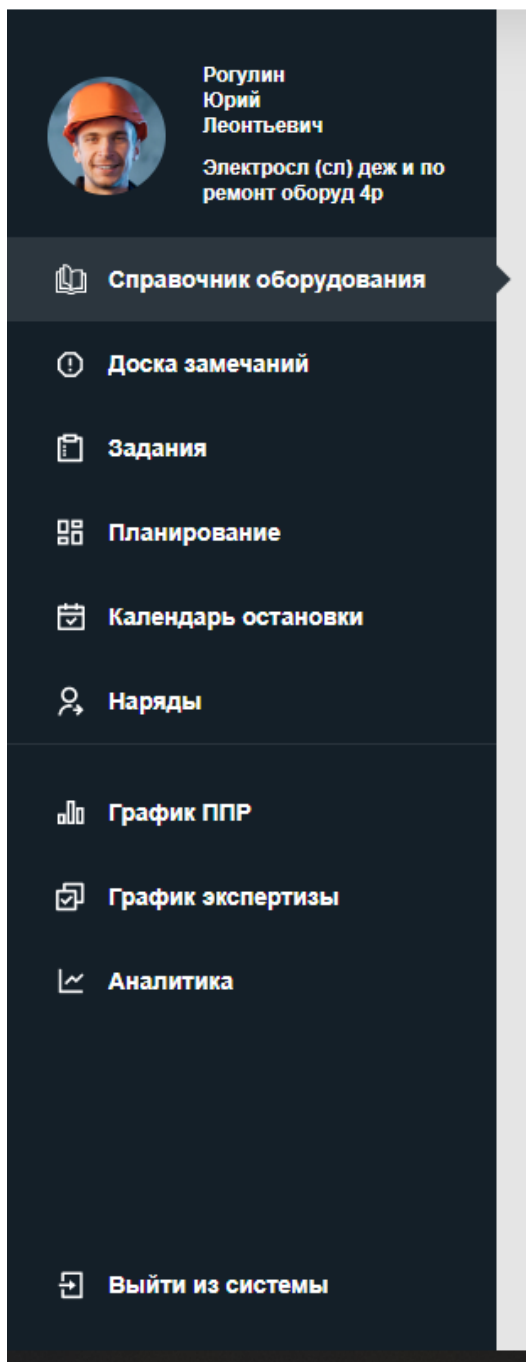 Рогулин
Юрий
Леонтьевич
Электросл (сл) деж и по
ремонт оборуд 4р
Справочник оборудования
Доска замечаний
Задания
Планирование
Календарь остановки
Наряды
График ППР
График экспертизы
Аналитика
Выйти из системы